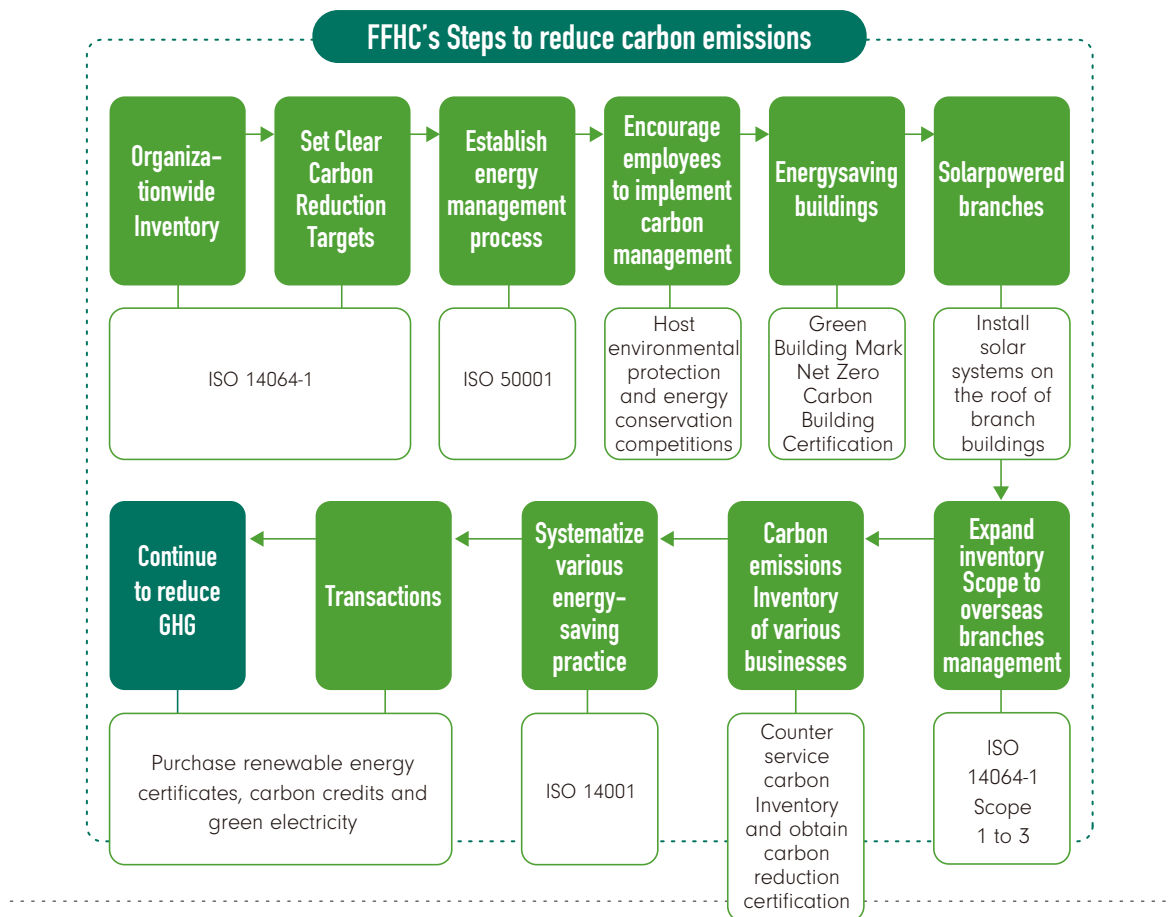 FFHC's Steps to reduce carbon emissions
Organiza-
tionwide
Inventory
Set Clear
Carbon
Reduction
Targets
Establish
energy
management
process
Encourage
employees
to implement
carbon
management
Energysaving
buildings
Solarpowered
branches
ISO 14064-1
ISO 50001
Host
environmental
protection
and energy
conservation
competitions
Green
Building Mark
Net Zero
Carbon
Building
Certification
Install
solar
systems on
the roof of
branch
buildings
Expand
inventory
Scope to
overseas
branches
management
Carbon
emissions
Inventory
of various
businesses
Systematize
various
energy-
saving
practice
Transactions
Continue
to reduce
GHG
ISO
14064-1
Scope
1 to 3
Counter
service
carbon
Inventory
and obtain
carbon
reduction
certification
ISO 14001
Purchase renewable energy
certificates, carbon credits and
green electricity